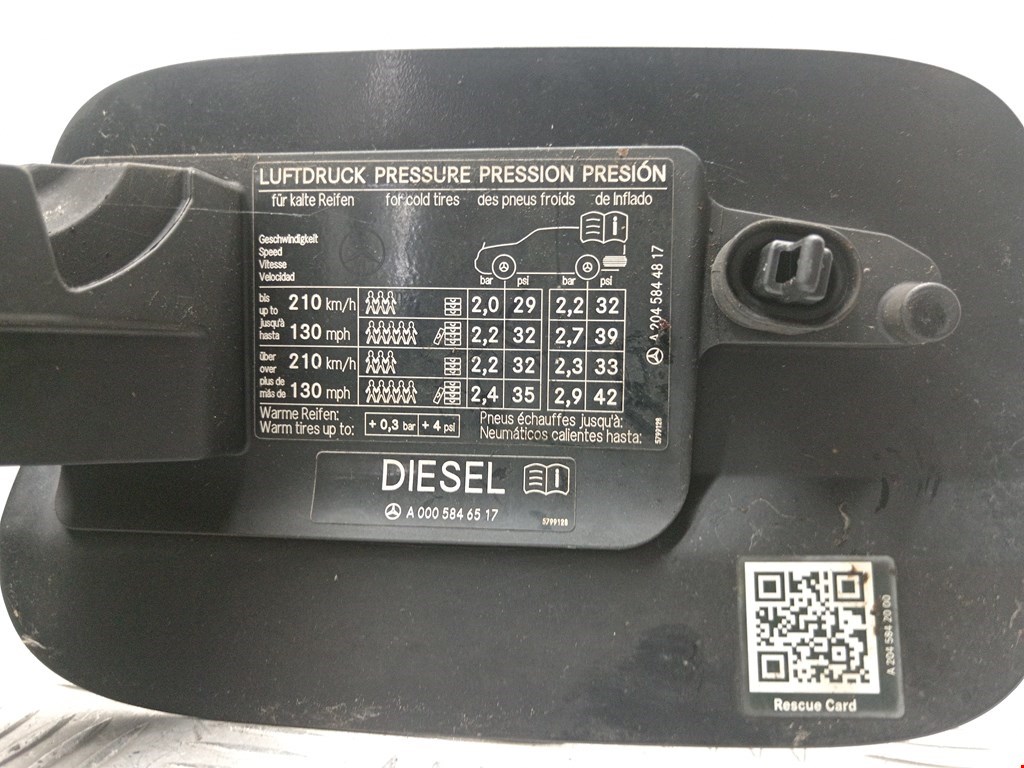 LUFTDRUCK PRESSURE PRESSION PRESIÓN
für kalte Reifen for cold tires des pneus froids de Inflado
Geschwindigkeit
Speed
Vitesse
Velocidad
i
bar psi bar psi
bis
up to
jusqu'à
hasta
210 km/h 2,0 29 2,2 32
130 mph 2,2 32 2,7 39
über
over
plus de
más de
210 km/h 2,2 32 2,3 33
130 mph 2,4 35 2,9 42
Warme Reifen:
Warm tires up to:
+ 0,3 bar + 4 psi
Pneus échauffes jusqu'à:
Neumáticos calientes hasta:
A 204 584 48 17
5799128
DIESEL i
A 000 584 65 17
5799128
A 204 584 20 00
Rescue Card